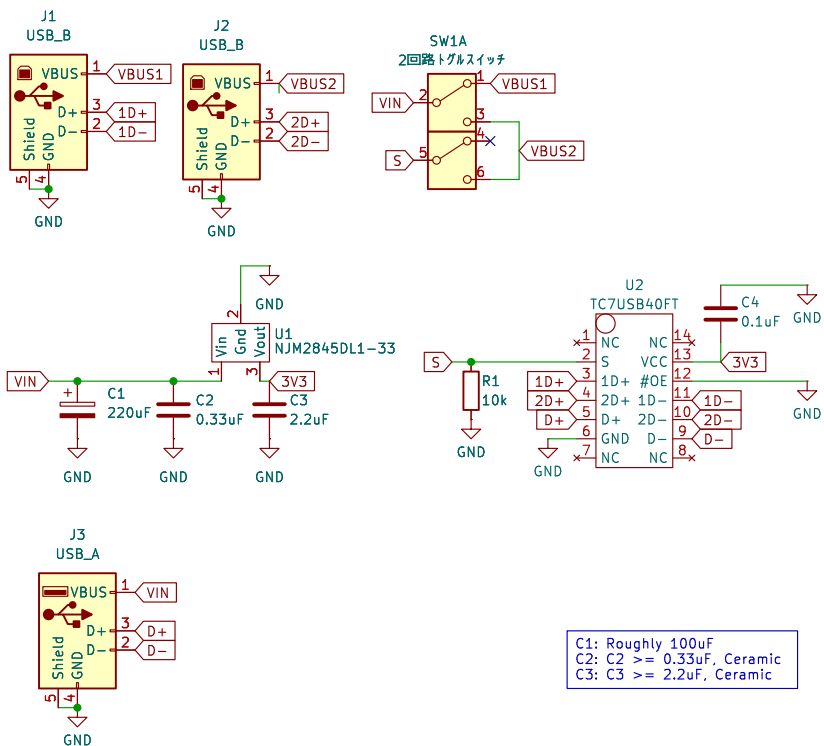 J1
USB_B
VBUS
1
VBUS1
D+
3
1D+
D-
2
1D-
Shield
GND
5
4
GND
J2
USB_B
VBUS
1
VBUS2
D+
3
2D+
D-
2
2D-
Shield
GND
5
4
GND
SW1A
2回路トグルスイッチ
VIN
2
1
VBUS1
3
4
S
5
6
VBUS2
GND
2
U1
NJM2845DL1-33
Vin
Gnd
Vout
1
3
VIN
3V3
+
C1
220uF
C2
0.33uF
C3
2.2uF
GND
GND
GND
U2
TC7USB40FT
C4
0.1uF
GND
1
NC
NC
14
S
2
S
VCC
13
3V3
1D+
3
1D+
#OE
12
GND
2D+
4
2D+
1D-
11
1D-
D+
5
D+
2D-
10
2D-
6
GND
D-
9
D-
7
NC
NC
8
R1
10k
GND
GND
J3
USB_A
VBUS
1
VIN
D+
3
D+
D-
2
D-
Shield
GND
5
4
GND
C1: Roughly 100uF
C2: C2 >= 0.33uF, Ceramic
C3: C3 >= 2.2uF, Ceramic